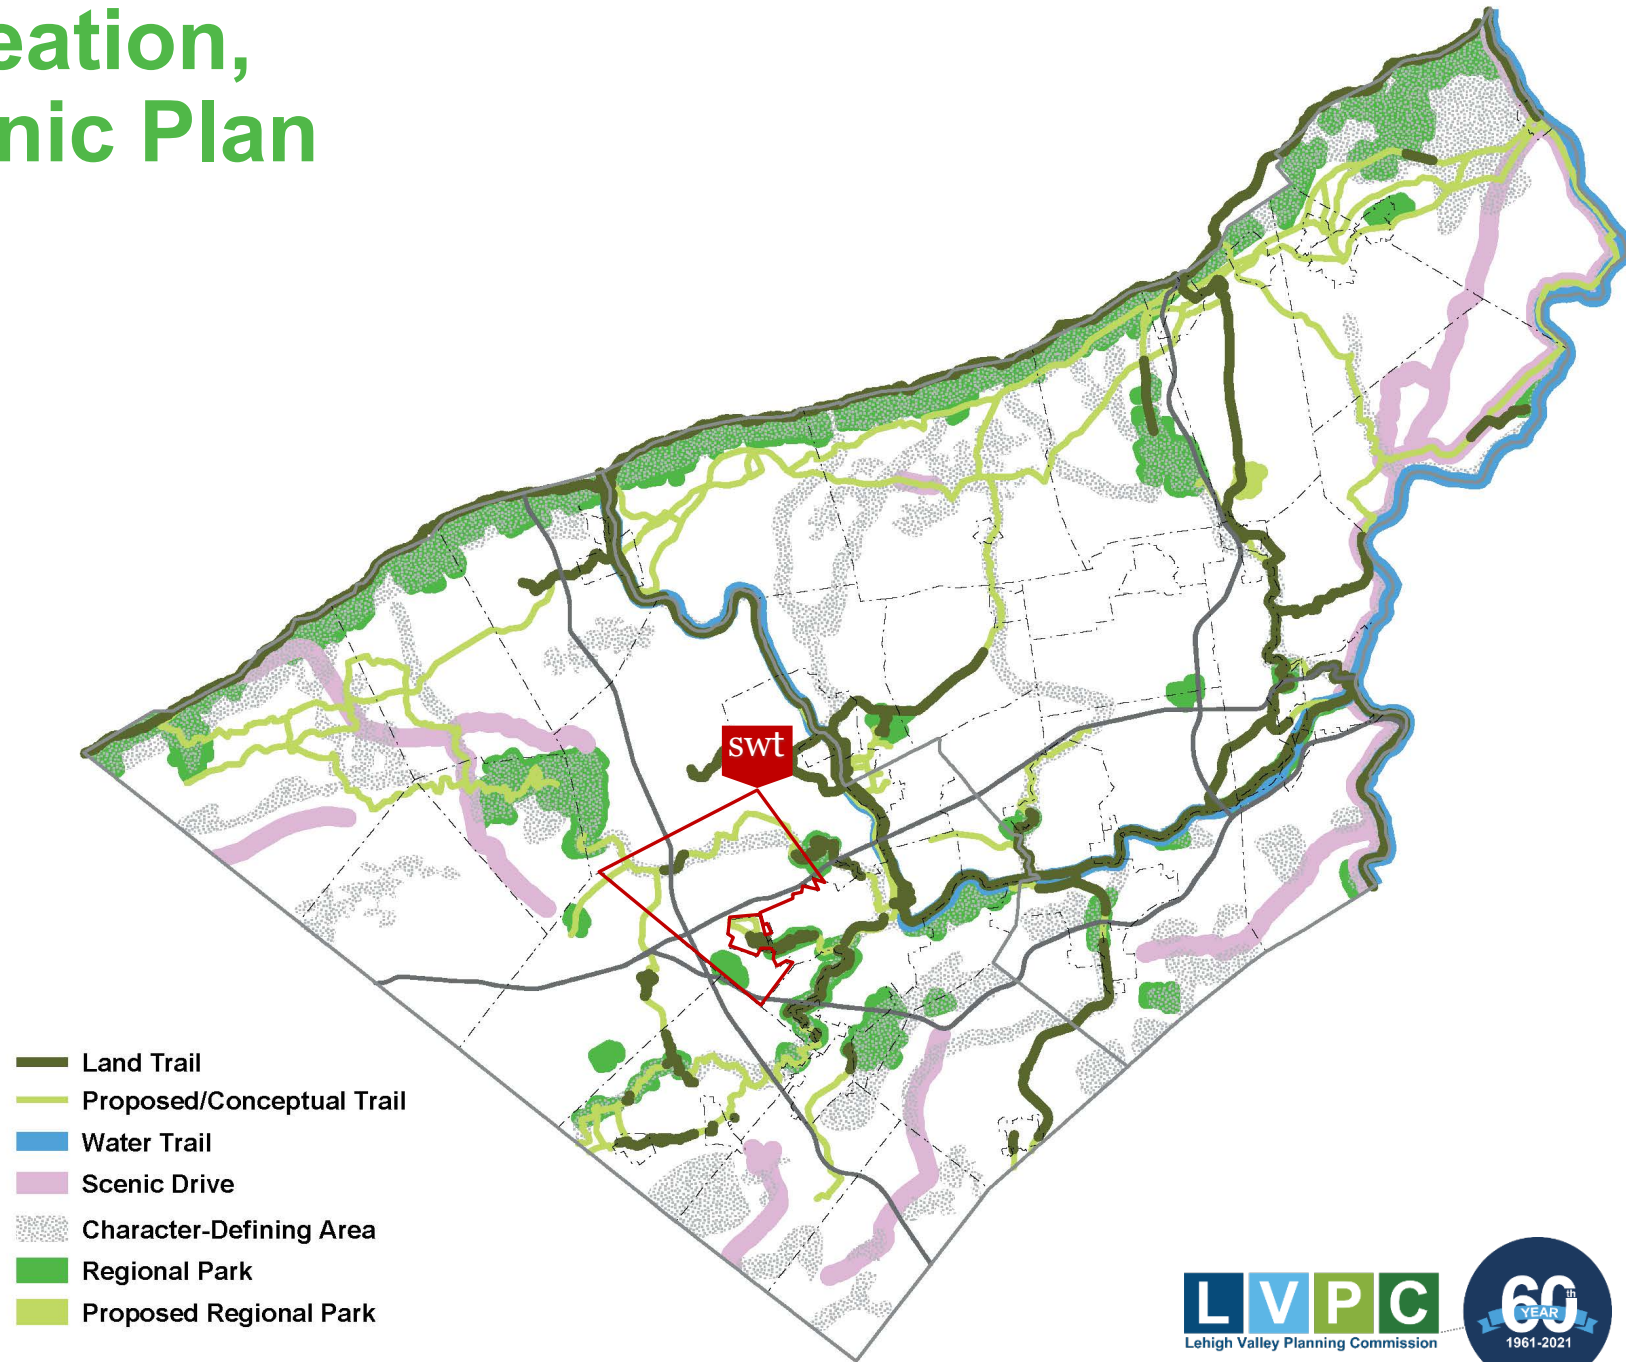 eation,
nic Plan
swt
Land Trail
Proposed/Conceptual Trail
Water Trail
Scenic Drive
Character-Defining Area
Regional Park
Proposed Regional Park
LVPC
Lehigh Valley Planning Commission
60th
YEAR
1961-2021